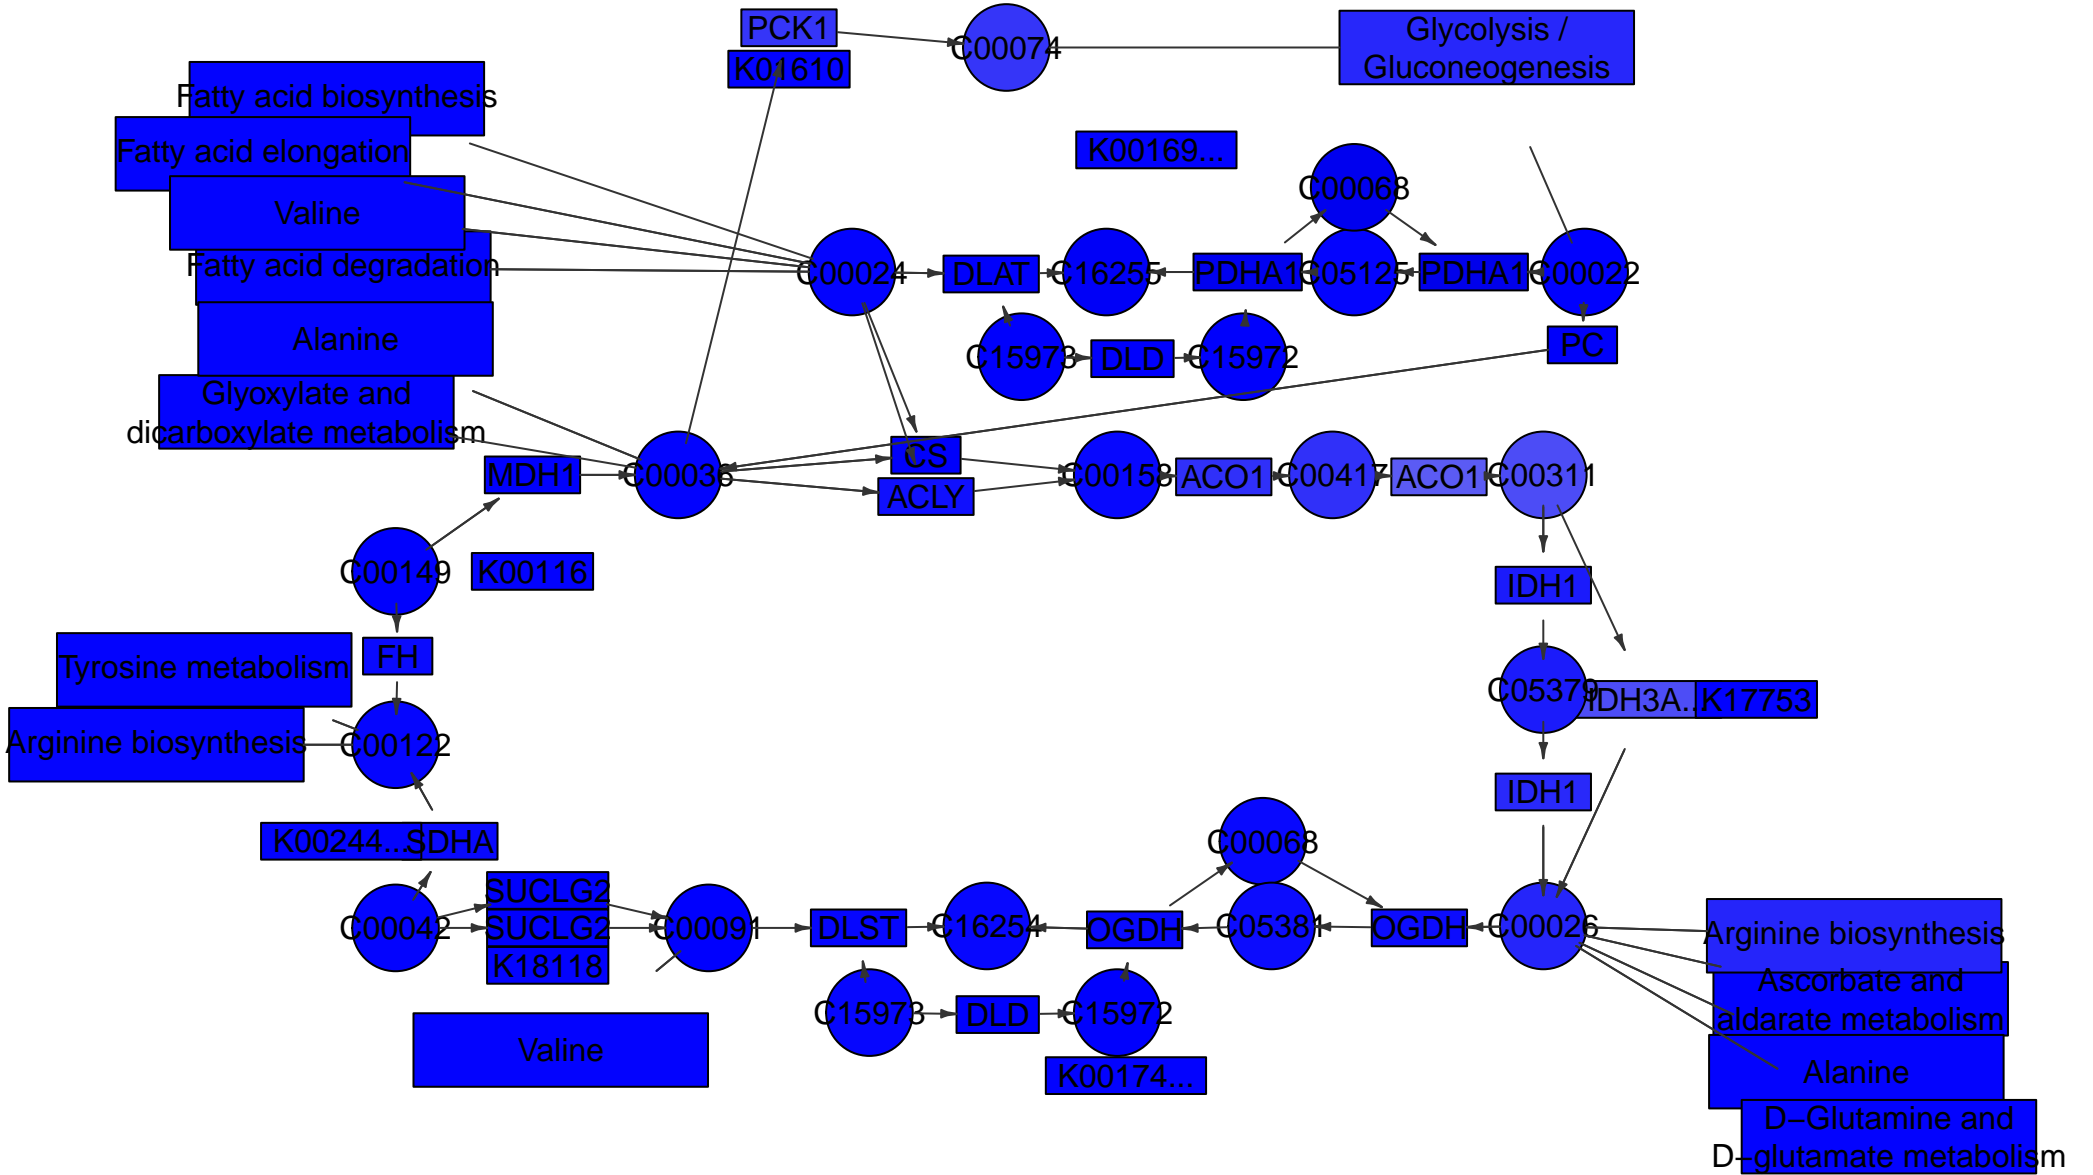 PCK1
K01610
C00074
Glycolysis /
Gluconeogenesis
Fatty acid biosynthesis
Fatty acid elongation
Valine
Fatty acid degradation
Alanine
Glyoxylate and
dicarboxylate metabolism
K00169...
C00068
C00024
DLAT
C16255
PDHA1
C05125
PDHA1
C00022
C15973
DLD
C15972
PC
MDH1
C00036
CS
ACLY
C00158
ACO1
C00417
ACO1
C00311
C00149
K00116
IDH1
FH
Tyrosine metabolism
C05379
IDH3A...
K17753
Arginine biosynthesis
C00122
IDH1
K00244...
SDHA
C00068
C00042
SUCLG2
SUCLG2
K18118
C00091
DLST
C16254
OGDH
C05381
OGDH
C00026
Arginine biosynthesis
Ascorbate and
aldarate metabolism
C15973
DLD
C15972
Valine
K00174...
Alanine
D−Glutamine and
D−glutamate metabolism